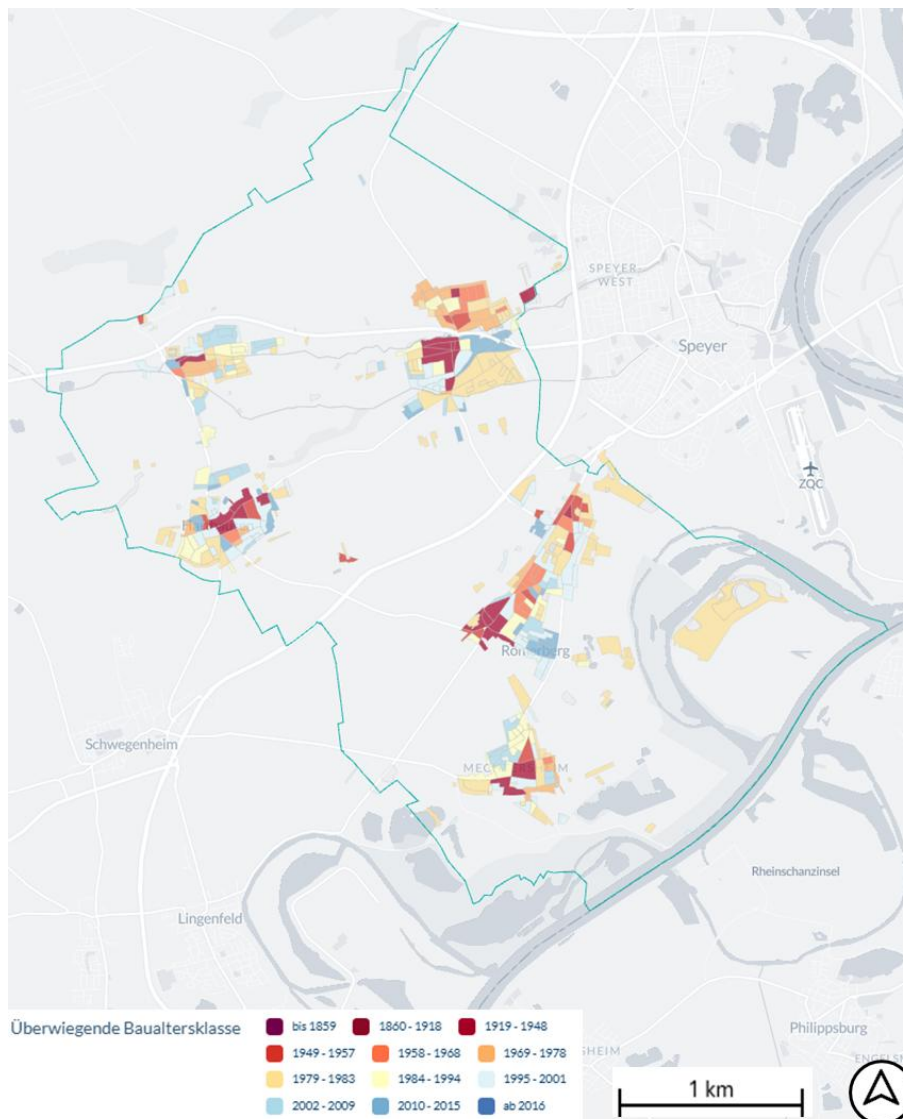 SPEYER
WEST
Speyer
ZQC
Schwegenheim
Lingenfeld
Rheinschanzinsel
Philippsburg
Überwiegende Baualtersklasse
bis 1859 1860 - 1918 1919 - 1948
1949 - 1957 1958 - 1968 1969 - 1978
1979 - 1983 1984 - 1994 1995 - 2001
2002 - 2009 2010 - 2015 ab 2016
1 km